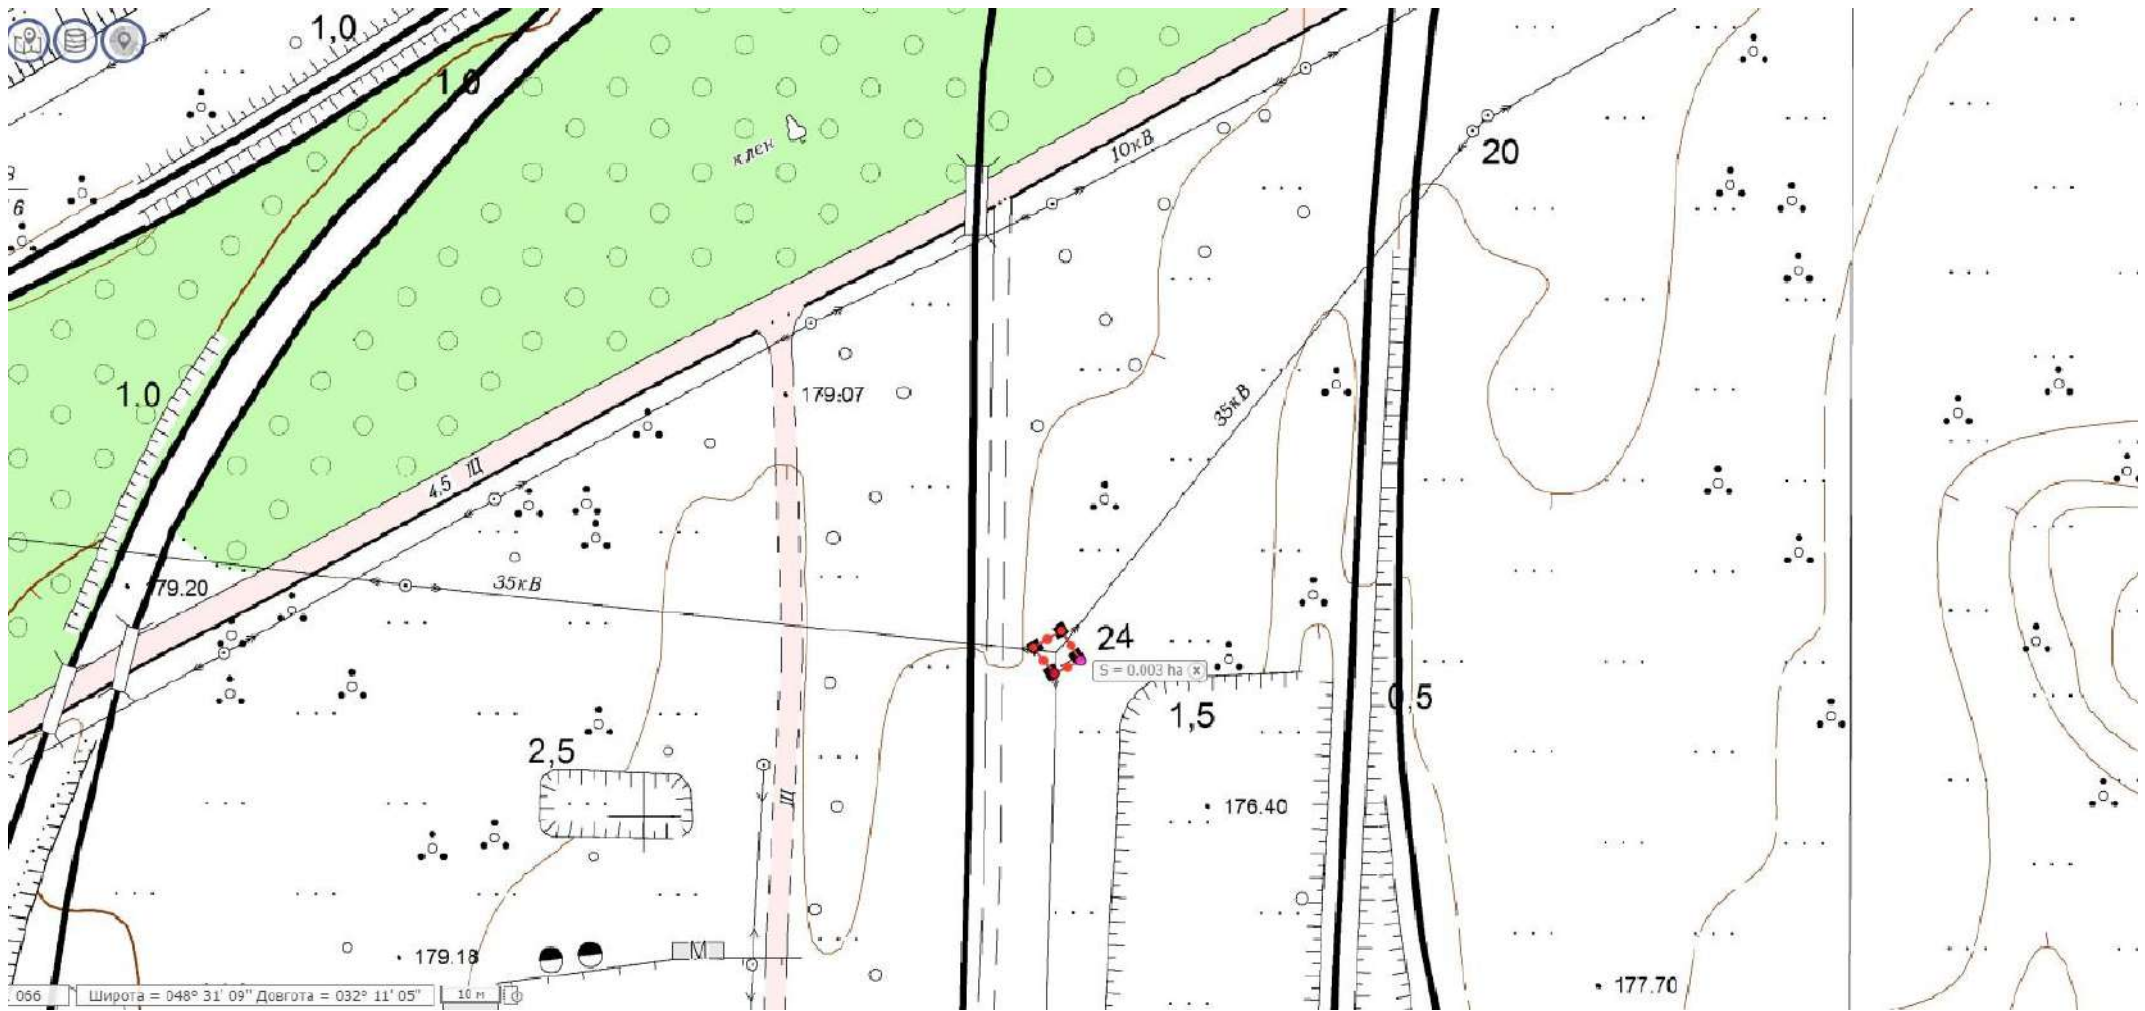 1,0
1.0
клен
10кВ
20
6
1.0
179.07
35кВ
4,5 Щ
35кВ
179.20
24
S = 0.003 ha x
0,5
1,5
2,5
Щ
176.40
М
179.18
177.70
066
Широта = 048° 31' 09" Довгота = 032° 11' 05"
10 м